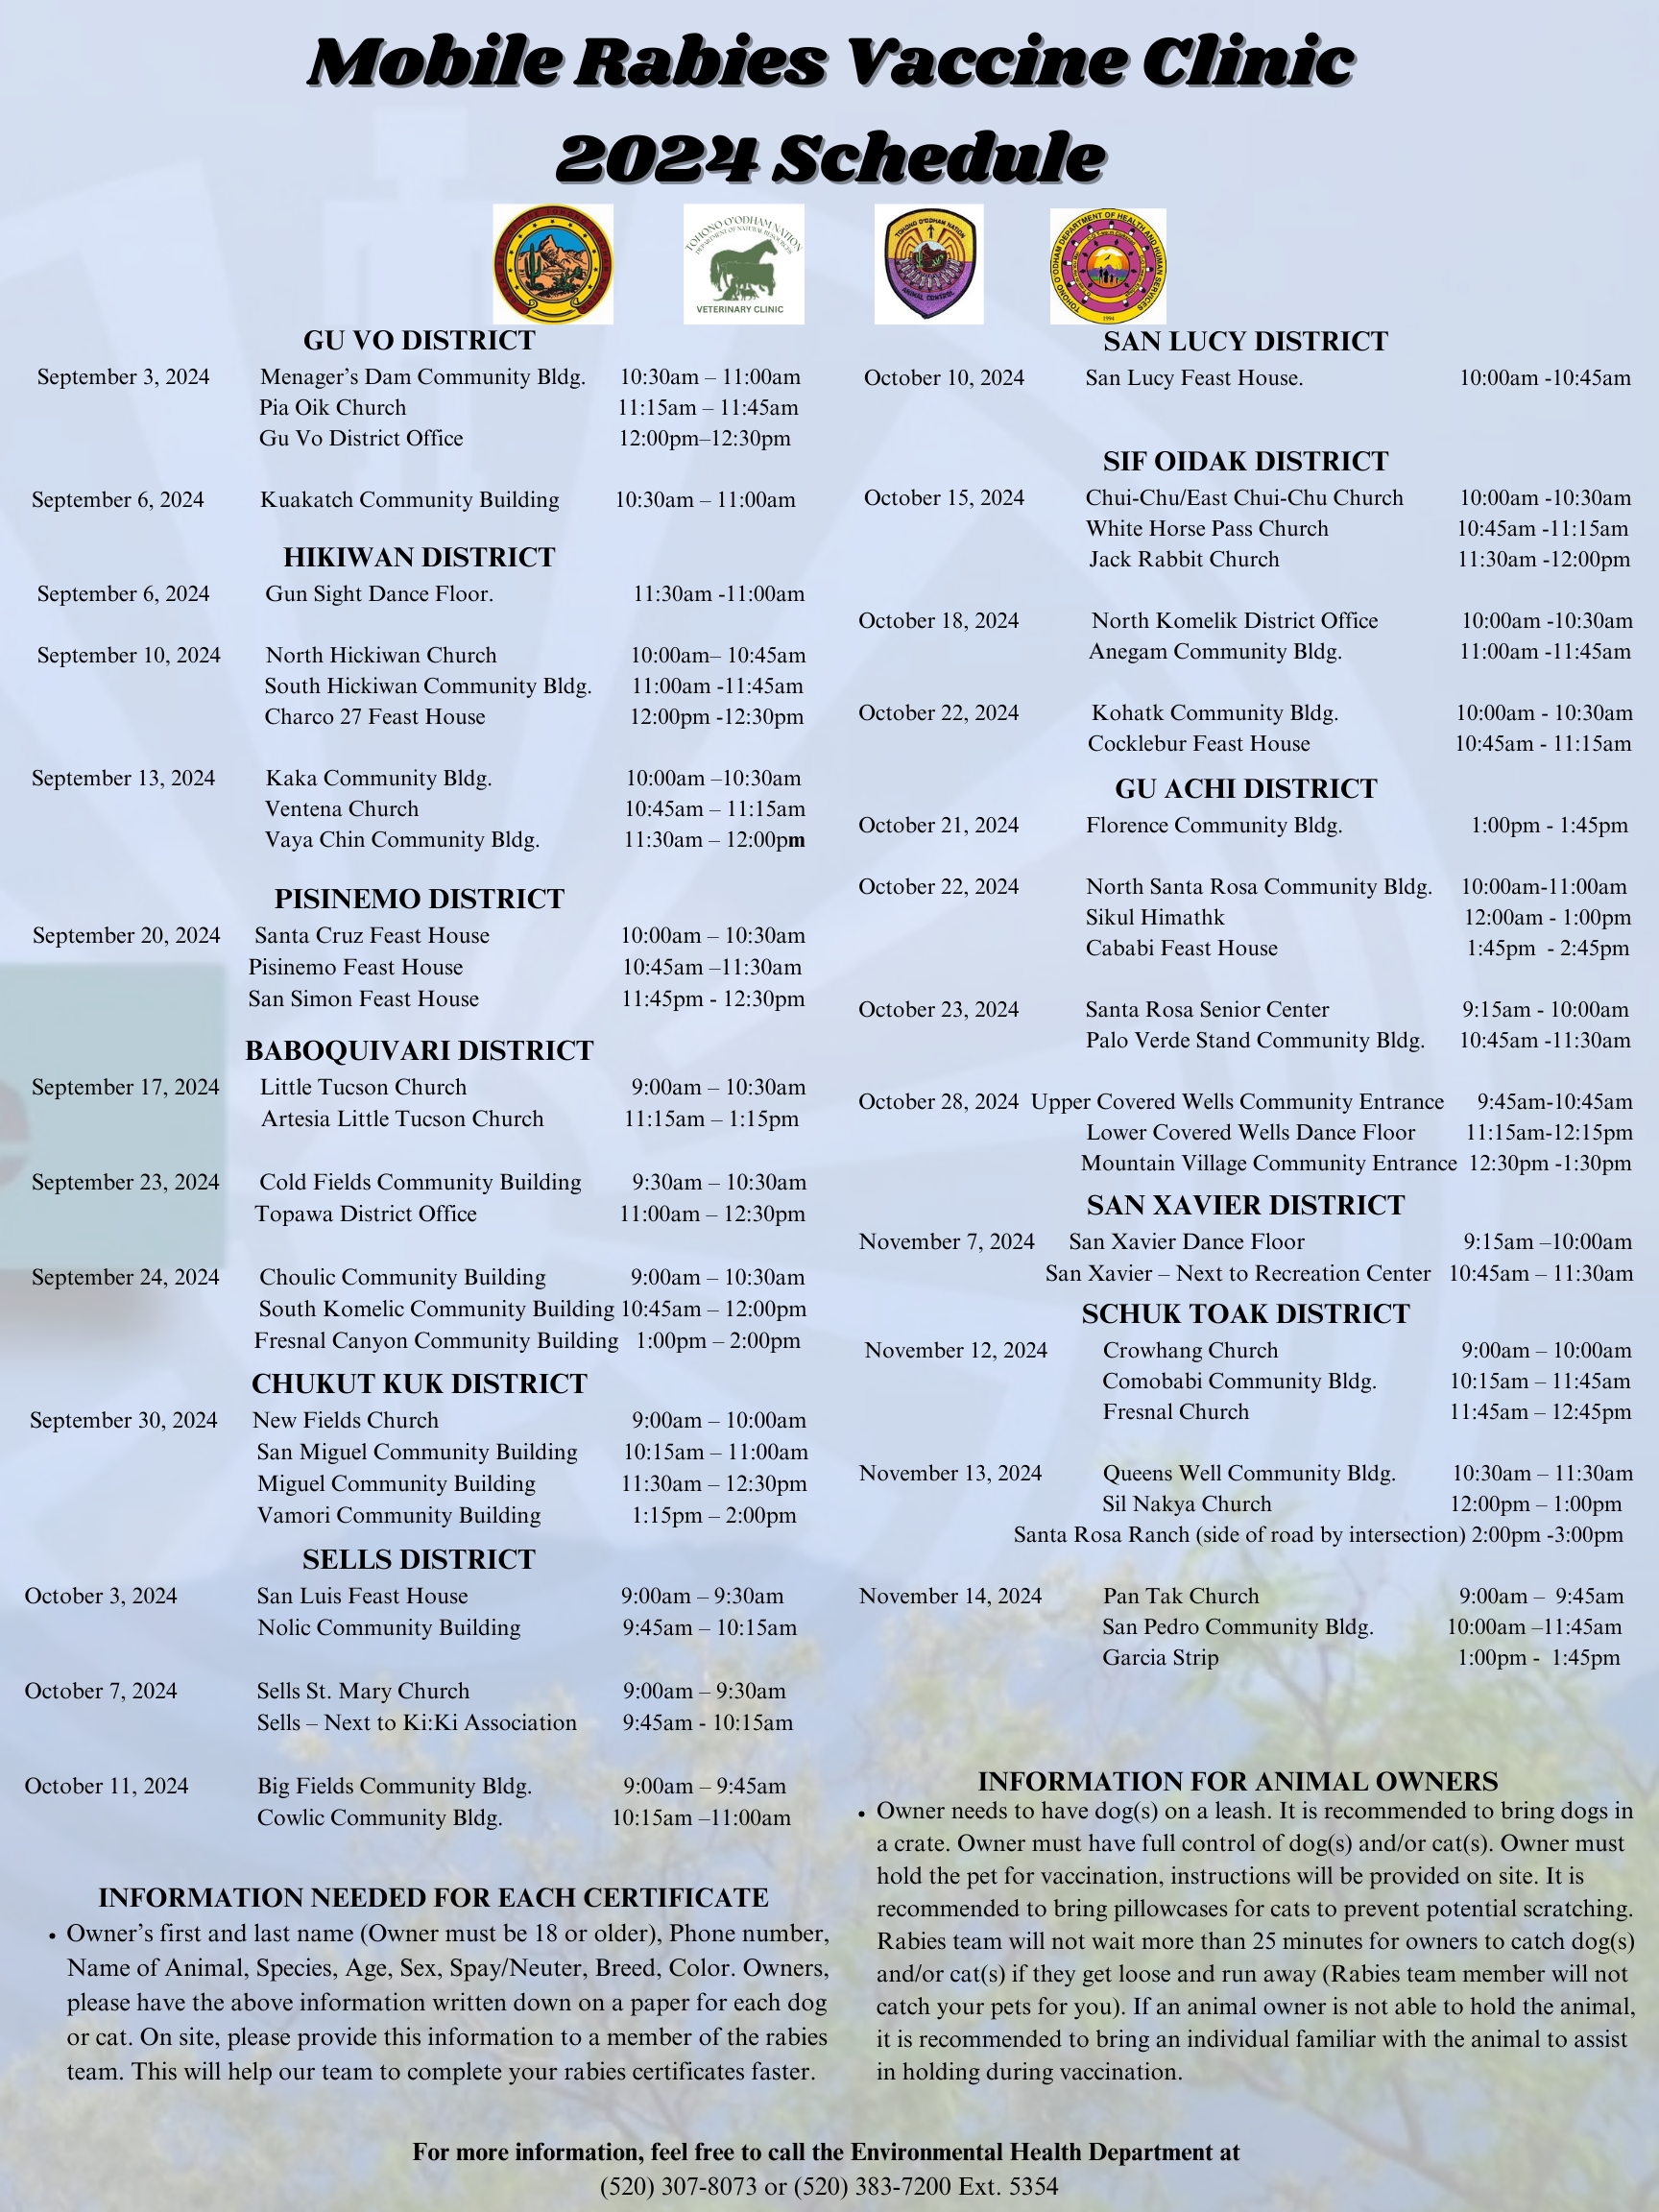 Mobile Rabies Vaccine Clinic
2024 Schedule
TOHONO O'ODHAM NATION
DEPARTMENT OF NATURAL RESOURCES
VETERINARY CLINIC
TOHONO O'ODHAM NATION
ANIMAL CONTROL
TOHONO O'ODHAM DEPARTMENT OF HEALTH AND HUMAN SERVICES
1994
GU VO DISTRICT
September 3, 2024 Menager’s Dam Community Bldg. 10:30am – 11:00am
Pia Oik Church 11:15am – 11:45am
Gu Vo District Office 12:00pm–12:30pm
September 6, 2024 Kuakatch Community Building 10:30am – 11:00am
HIKIWAN DISTRICT
September 6, 2024 Gun Sight Dance Floor. 11:30am -11:00am
September 10, 2024 North Hickiwan Church 10:00am– 10:45am
South Hickiwan Community Bldg. 11:00am -11:45am
Charco 27 Feast House 12:00pm -12:30pm
September 13, 2024 Kaka Community Bldg. 10:00am –10:30am
Ventena Church 10:45am – 11:15am
Vaya Chin Community Bldg. 11:30am – 12:00pm
PISINEMO DISTRICT
September 20, 2024 Santa Cruz Feast House 10:00am – 10:30am
Pisinemo Feast House 10:45am –11:30am
San Simon Feast House 11:45pm - 12:30pm
BABOQUIVARI DISTRICT
September 17, 2024 Little Tucson Church 9:00am – 10:30am
Artesia Little Tucson Church 11:15am – 1:15pm
September 23, 2024 Cold Fields Community Building 9:30am – 10:30am
Topawa District Office 11:00am – 12:30pm
September 24, 2024 Choulic Community Building 9:00am – 10:30am
South Komelic Community Building 10:45am – 12:00pm
Fresnal Canyon Community Building 1:00pm – 2:00pm
CHUKUT KUK DISTRICT
September 30, 2024 New Fields Church 9:00am – 10:00am
San Miguel Community Building 10:15am – 11:00am
Miguel Community Building 11:30am – 12:30pm
Vamori Community Building 1:15pm – 2:00pm
SELLS DISTRICT
October 3, 2024 San Luis Feast House 9:00am – 9:30am
Nolic Community Building 9:45am – 10:15am
October 7, 2024 Sells St. Mary Church 9:00am – 9:30am
Sells – Next to Ki:Ki Association 9:45am - 10:15am
October 11, 2024 Big Fields Community Bldg. 9:00am – 9:45am
Cowlic Community Bldg. 10:15am –11:00am
INFORMATION NEEDED FOR EACH CERTIFICATE
• Owner’s first and last name (Owner must be 18 or older), Phone number,
Name of Animal, Species, Age, Sex, Spay/Neuter, Breed, Color. Owners,
please have the above information written down on a paper for each dog
or cat. On site, please provide this information to a member of the rabies
team. This will help our team to complete your rabies certificates faster.
SAN LUCY DISTRICT
October 10, 2024 San Lucy Feast House. 10:00am -10:45am
SIF OIDAK DISTRICT
October 15, 2024 Chui-Chu/East Chui-Chu Church 10:00am -10:30am
White Horse Pass Church 10:45am -11:15am
Jack Rabbit Church 11:30am -12:00pm
October 18, 2024 North Komelik District Office 10:00am -10:30am
Anegam Community Bldg. 11:00am -11:45am
October 22, 2024 Kohatk Community Bldg. 10:00am - 10:30am
Cocklebur Feast House 10:45am - 11:15am
GU ACHI DISTRICT
October 21, 2024 Florence Community Bldg. 1:00pm - 1:45pm
October 22, 2024 North Santa Rosa Community Bldg. 10:00am-11:00am
Sikul Himathk 12:00am - 1:00pm
Cababi Feast House 1:45pm - 2:45pm
October 23, 2024 Santa Rosa Senior Center 9:15am - 10:00am
Palo Verde Stand Community Bldg. 10:45am -11:30am
October 28, 2024 Upper Covered Wells Community Entrance 9:45am-10:45am
Lower Covered Wells Dance Floor 11:15am-12:15pm
Mountain Village Community Entrance 12:30pm -1:30pm
SAN XAVIER DISTRICT
November 7, 2024 San Xavier Dance Floor 9:15am –10:00am
San Xavier – Next to Recreation Center 10:45am – 11:30am
SCHUK TOAK DISTRICT
November 12, 2024 Crowhang Church 9:00am – 10:00am
Comobabi Community Bldg. 10:15am – 11:45am
Fresnal Church 11:45am – 12:45pm
November 13, 2024 Queens Well Community Bldg. 10:30am – 11:30am
Sil Nakya Church 12:00pm – 1:00pm
Santa Rosa Ranch (side of road by intersection) 2:00pm -3:00pm
November 14, 2024 Pan Tak Church 9:00am – 9:45am
San Pedro Community Bldg. 10:00am –11:45am
Garcia Strip 1:00pm - 1:45pm
INFORMATION FOR ANIMAL OWNERS
• Owner needs to have dog(s) on a leash. It is recommended to bring dogs in
a crate. Owner must have full control of dog(s) and/or cat(s). Owner must
hold the pet for vaccination, instructions will be provided on site. It is
recommended to bring pillowcases for cats to prevent potential scratching.
Rabies team will not wait more than 25 minutes for owners to catch dog(s)
and/or cat(s) if they get loose and run away (Rabies team member will not
catch your pets for you). If an animal owner is not able to hold the animal,
it is recommended to bring an individual familiar with the animal to assist
in holding during vaccination.
For more information, feel free to call the Environmental Health Department at
(520) 307-8073 or (520) 383-7200 Ext. 5354